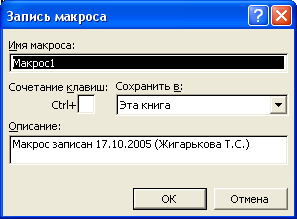 Запись макроса
Имя макроса:
Макрос1
Сочетание клавиш: Сохранить в:
Ctrl+ Эта книга
Описание:
Макрос записан 17.10.2005 (Жигарькова Т.С.)
ОК Отмена